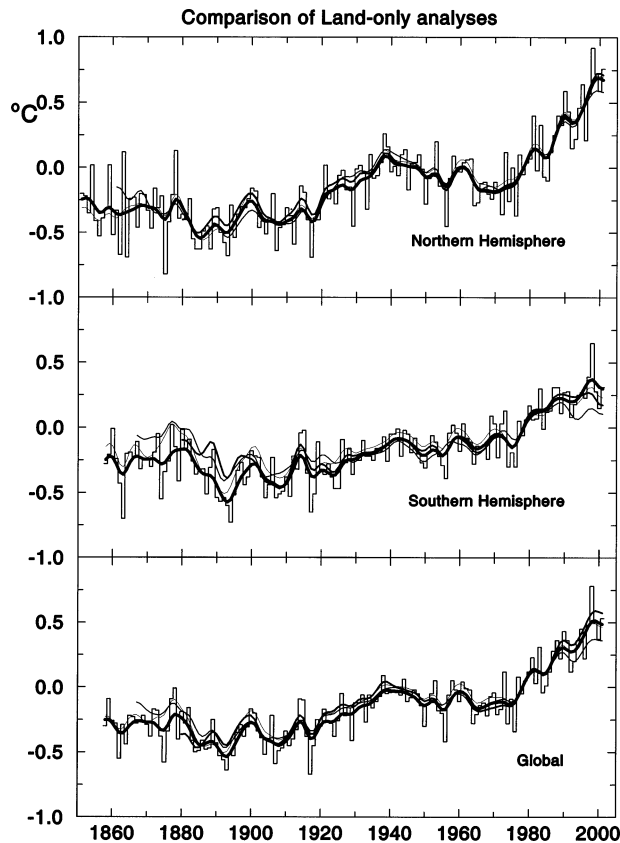 Comparison of Land-only analyses
1.0
°C
0.5
0.0
-0.5
Northern Hemisphere
-1.0
0.5
0.0
-0.5
Southern Hemisphere
-1.0
0.5
0.0
-0.5
Global
-1.0
1860 1880 1900 1920 1940 1960 1980 2000